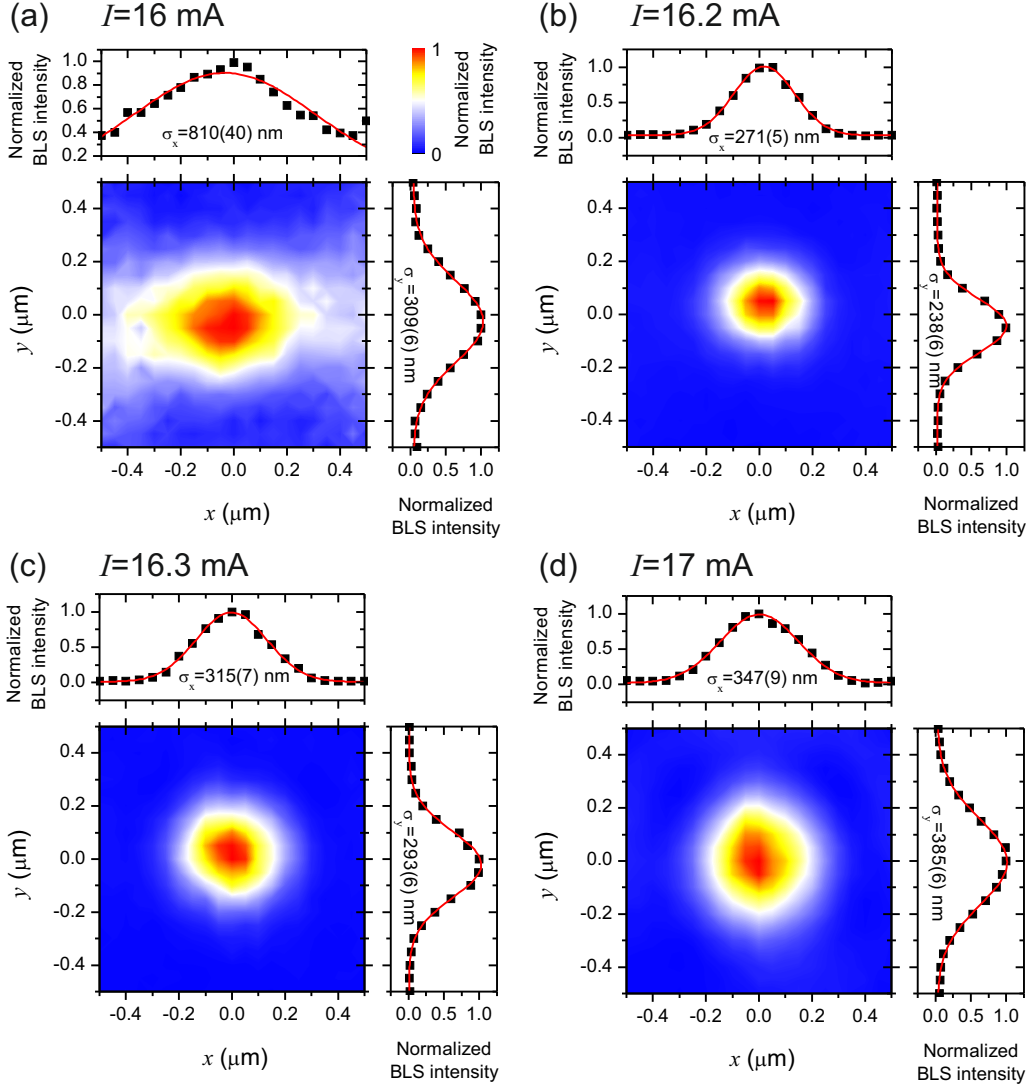 (a) I=16 mA
Normalized
BLS intensity
1.0
0.8
0.6
0.4
0.2
σx=810(40) nm
1
0
Normalized
BLS intensity
0.4
0.2
0.0
-0.2
-0.4
y (μm)
-0.4 -0.2 0.0 0.2 0.4
x (μm)
σy=309(6) nm
0.0 0.5 1.0
Normalized
BLS intensity
(b) I=16.2 mA
Normalized
BLS intensity
1.0
0.5
0.0
σx=271(5) nm
0.4
0.2
0.0
-0.2
-0.4
y (μm)
-0.4 -0.2 0.0 0.2 0.4
x (μm)
σy=238(6) nm
0.0 0.5 1.0
Normalized
BLS intensity
(c) I=16.3 mA
Normalized
BLS intensity
1.0
0.5
0.0
σx=315(7) nm
0.4
0.2
0.0
-0.2
-0.4
y (μm)
-0.4 -0.2 0.0 0.2 0.4
x (μm)
σy=293(6) nm
0.0 0.5 1.0
Normalized
BLS intensity
(d) I=17 mA
Normalized
BLS intensity
1.0
0.5
0.0
σx=347(9) nm
0.4
0.2
0.0
-0.2
-0.4
y (μm)
-0.4 -0.2 0.0 0.2 0.4
x (μm)
σy=385(6) nm
0.0 0.5 1.0
Normalized
BLS intensity